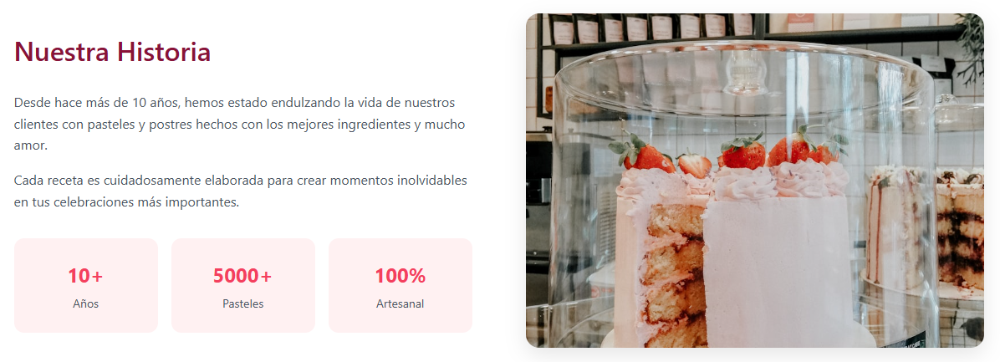 Nuestra Historia
Desde hace más de 10 años, hemos estado endulzando la vida de nuestros
clientes con pasteles y postres hechos con los mejores ingredientes y mucho
amor.
Cada receta es cuidadosamente elaborada para crear momentos inolvidables
en tus celebraciones más importantes.
10+
Años
5000+
Pasteles
100%
Artesanal